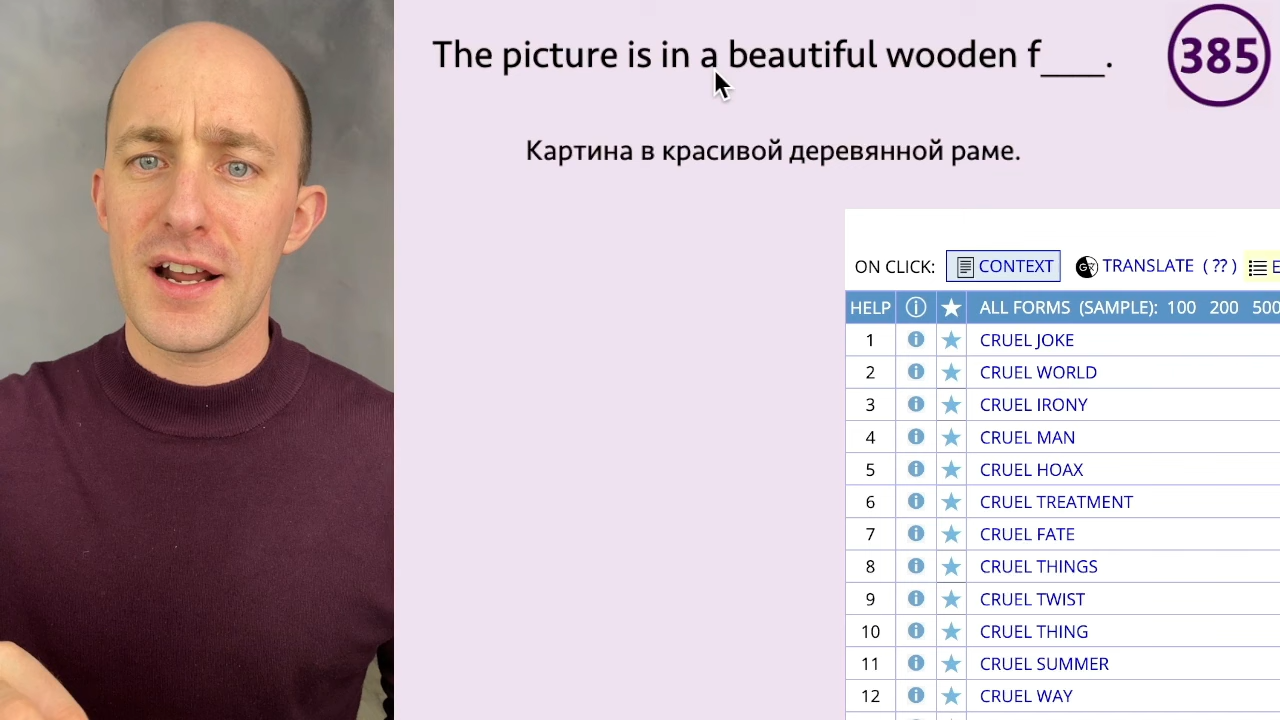 The picture is in a beautiful wooden f____.
385
Картина в красивой деревянной раме.
ON CLICK: CONTEXT TRANSLATE ( ?? ) E
HELP ALL FORMS (SAMPLE): 100 200 500
1 CRUEL JOKE
2 CRUEL WORLD
3 CRUEL IRONY
4 CRUEL MAN
5 CRUEL HOAX
6 CRUEL TREATMENT
7 CRUEL FATE
8 CRUEL THINGS
9 CRUEL TWIST
10 CRUEL THING
11 CRUEL SUMMER
12 CRUEL WAY